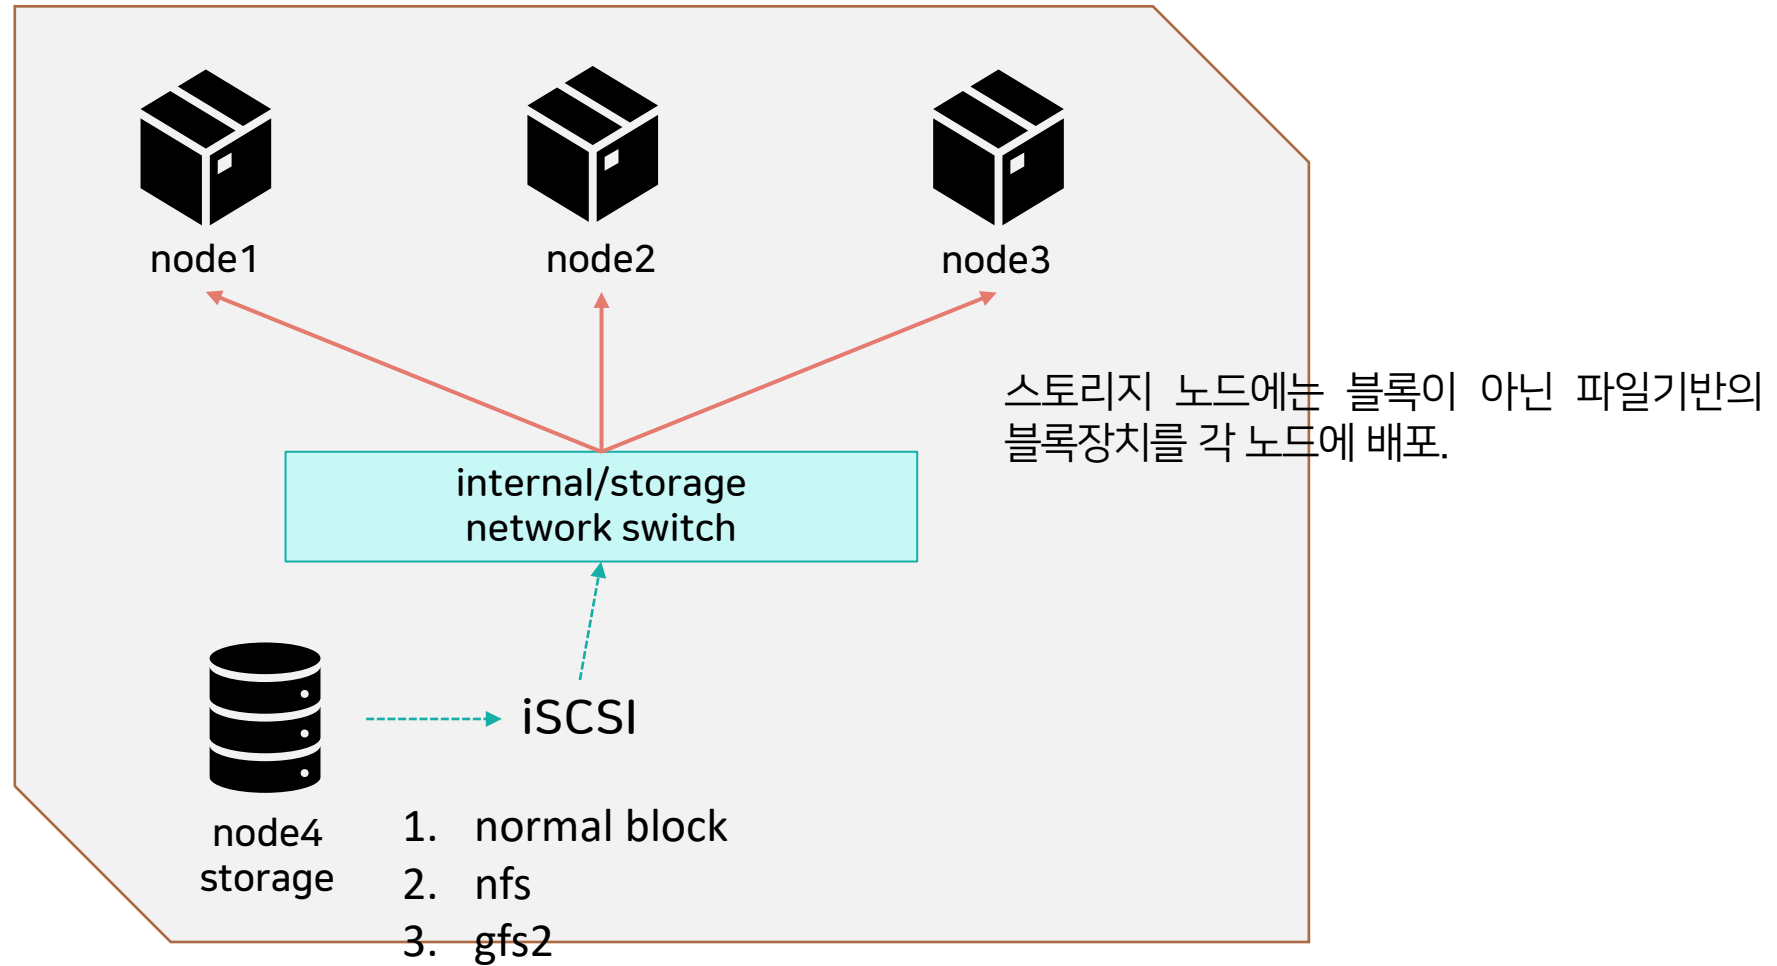 node1
node2
node3
스토리지 노드에는 블록이 아닌 파일기반의
블록장치를 각 노드에 배포.
internal/storage
network switch
iSCSI
node4
storage
1. normal block
2. nfs
3. gfs2